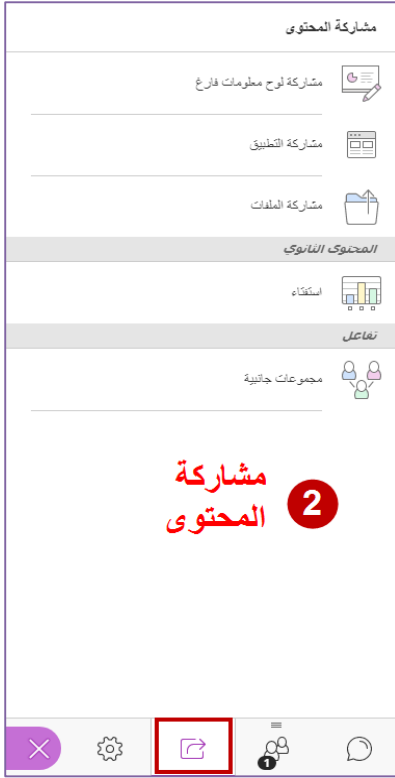 مشاركة المحتوى
مشاركة لوح معلومات فارغ
مشاركة التطبيق
مشاركة الملفات
المحتوى الثانوي
استفتاء
تفاعل
مجموعات جانبية
مشاركة
المحتوى
2
1